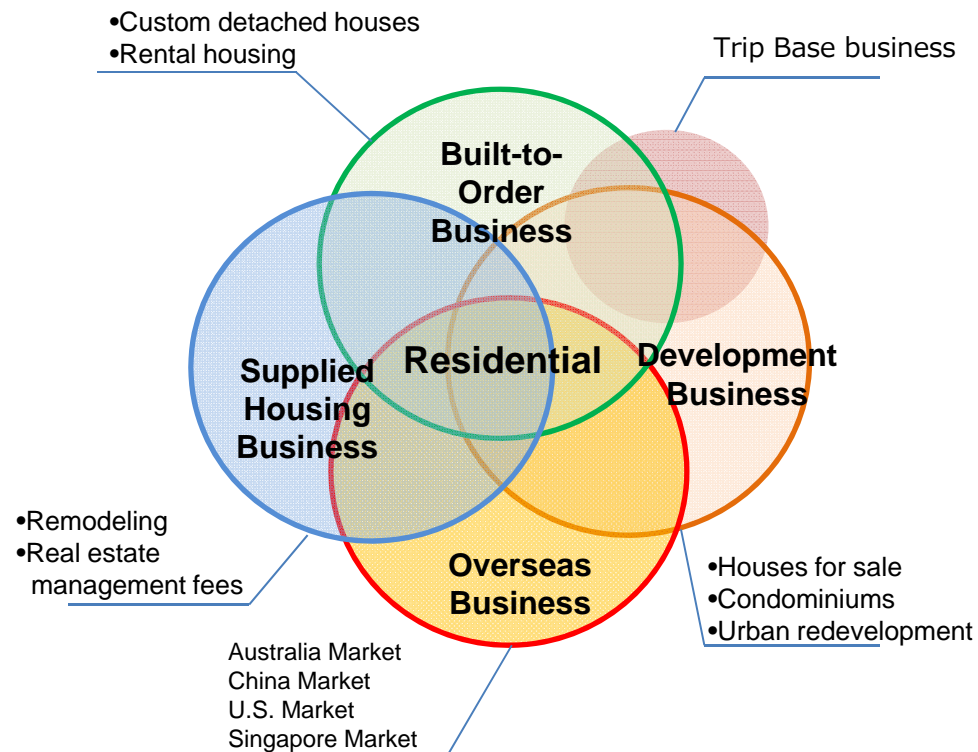 •Custom detached houses
•Rental housing
Trip Base business
Built-to-
Order
Business
Residential
Supplied
Housing
Business
Development
Business
•Remodeling
•Real estate
management fees
Overseas
Business
•Houses for sale
•Condominiums
•Urban redevelopment
Australia Market
China Market
U.S. Market
Singapore Market